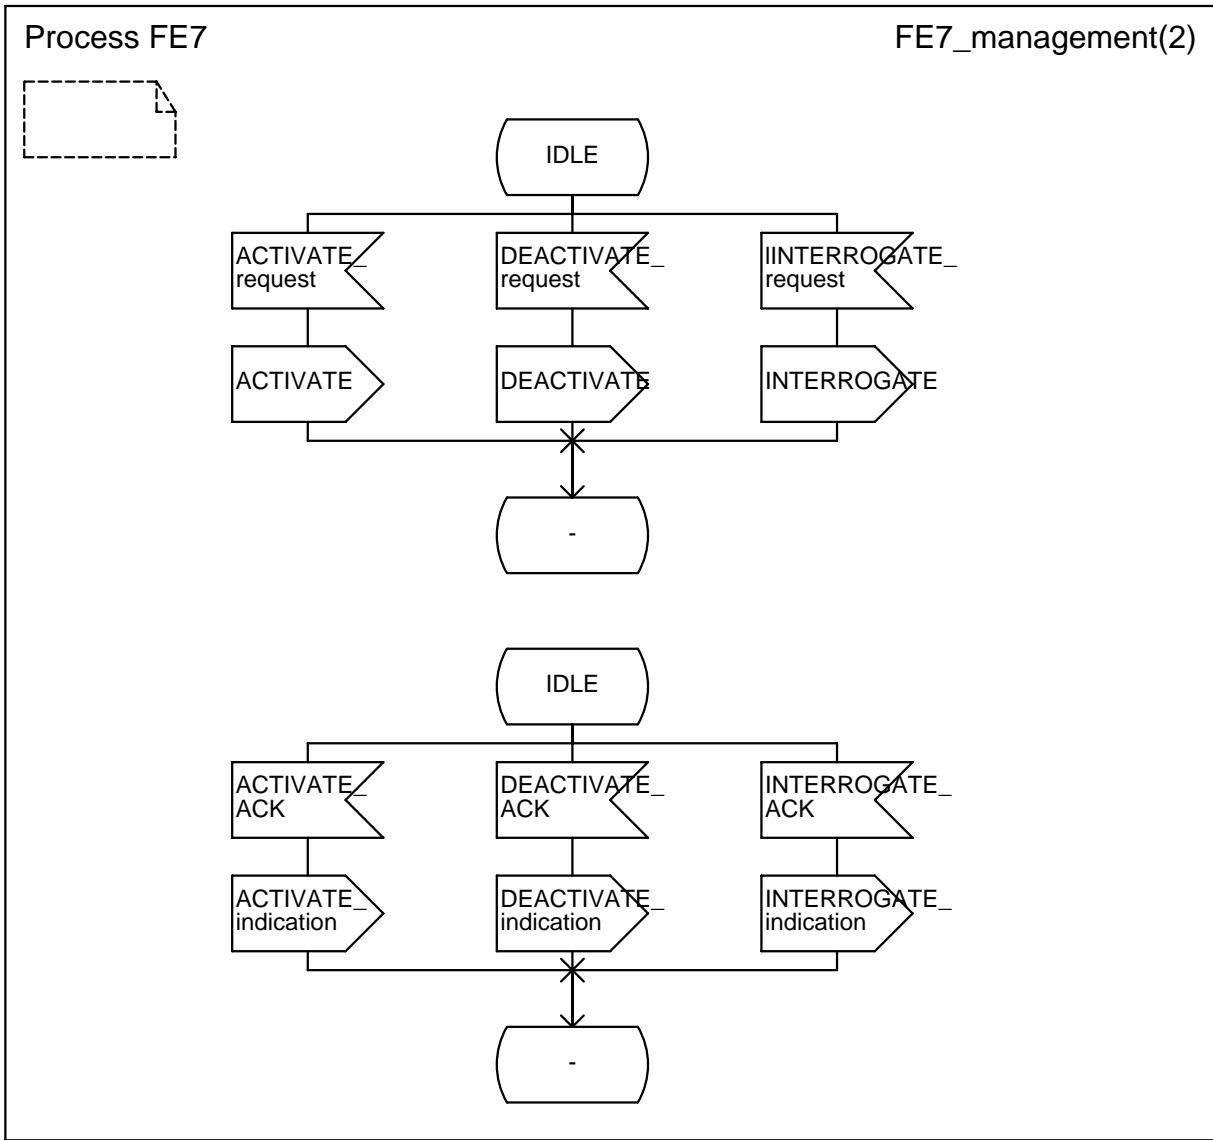 Process FE7
FE7_management(2)
IDLE
ACTIVATE_
request
DEACTIVATE_
request
IINTERROGATE_
request
ACTIVATE
DEACTIVATE
INTERROGATE
-
IDLE
ACTIVATE_
ACK
DEACTIVATE_
ACK
INTERROGATE_
ACK
ACTIVATE_
indication
DEACTIVATE_
indication
INTERROGATE_
indication
-